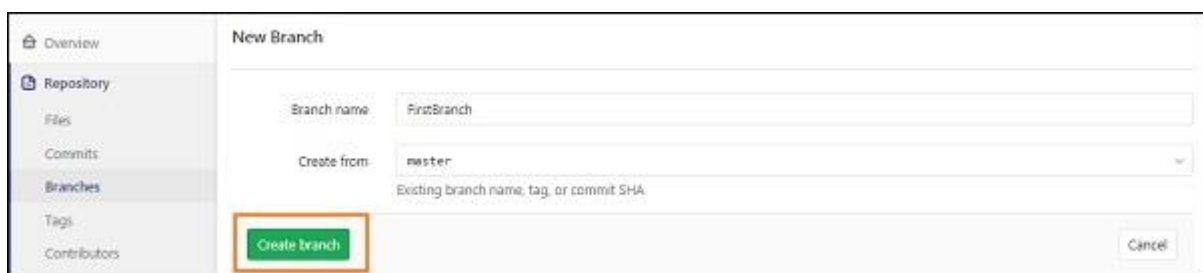 Overview
Repository
Files
Commits
Branches
Tags
Contributors
New Branch
Branch name FirstBranch
Create from master
Existing branch name, tag, or commit SHA
Create branch Cancel